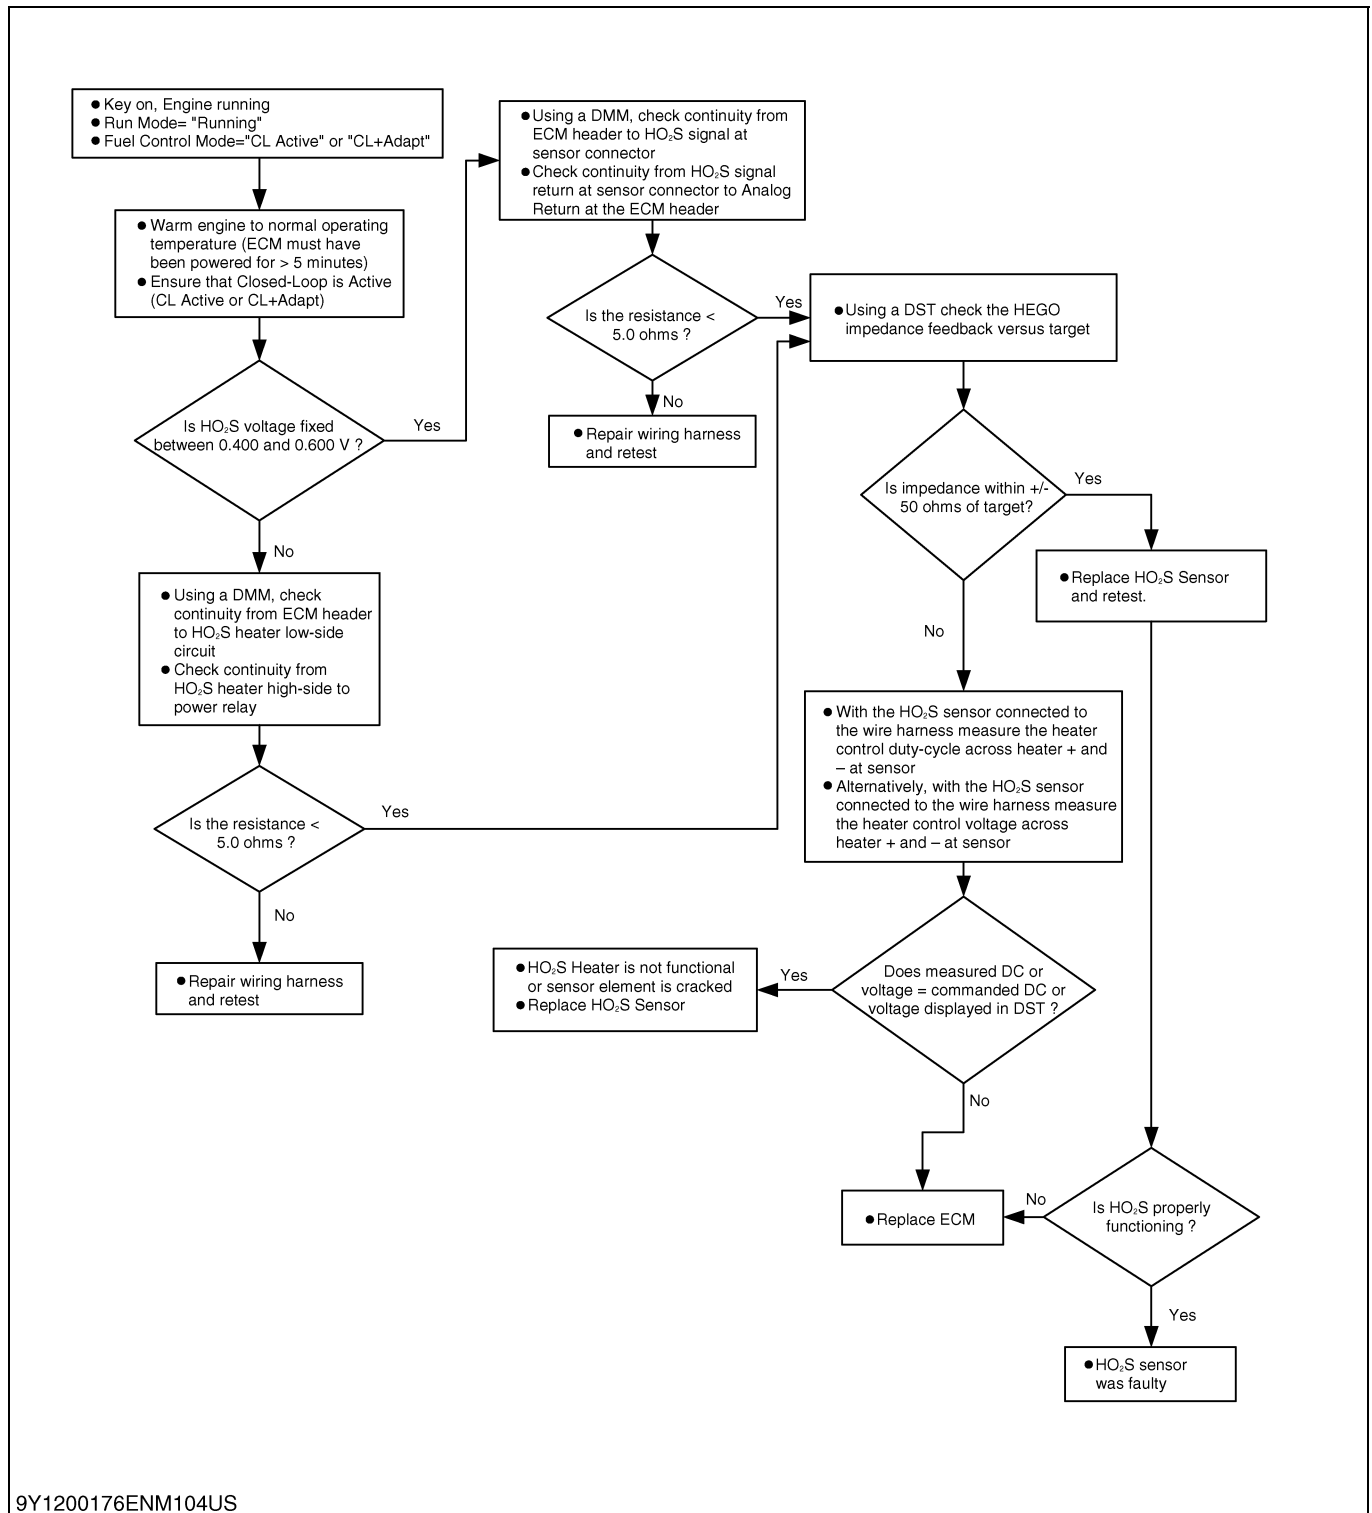 ● Key on, Engine running
● Run Mode= "Running"
● Fuel Control Mode="CL Active" or "CL+Adapt"
● Warm engine to normal operating
temperature (ECM must have
been powered for > 5 minutes)
● Ensure that Closed-Loop is Active
(CL Active or CL+Adapt)
Is HO₂S voltage fixed
between 0.400 and 0.600 V ?
Yes
No
● Using a DMM, check continuity from
ECM header to HO₂S signal at
sensor connector
● Check continuity from HO₂S signal
return at sensor connector to Analog
Return at the ECM header
Is the resistance <
5.0 ohms ?
Yes
No
● Repair wiring harness
and retest
● Using a DMM, check
continuity from ECM header
to HO₂S heater low-side
circuit
● Check continuity from
HO₂S heater high-side to
power relay
Is the resistance <
5.0 ohms ?
Yes
No
● Repair wiring harness
and retest
● Using a DST check the HEGO
impedance feedback versus target
Is impedance within +/-
50 ohms of target?
Yes
No
● Replace HO₂S Sensor
and retest.
● With the HO₂S sensor connected to
the wire harness measure the heater
control duty-cycle across heater + and
– at sensor
● Alternatively, with the HO₂S sensor
connected to the wire harness measure
the heater control voltage across
heater + and – at sensor
Does measured DC or
voltage = commanded DC or
voltage displayed in DST ?
Yes
No
● HO₂S Heater is not functional
or sensor element is cracked
● Replace HO₂S Sensor
● Replace ECM
Is HO₂S properly
functioning ?
No
Yes
● HO₂S sensor
was faulty
9Y1200176ENM104US